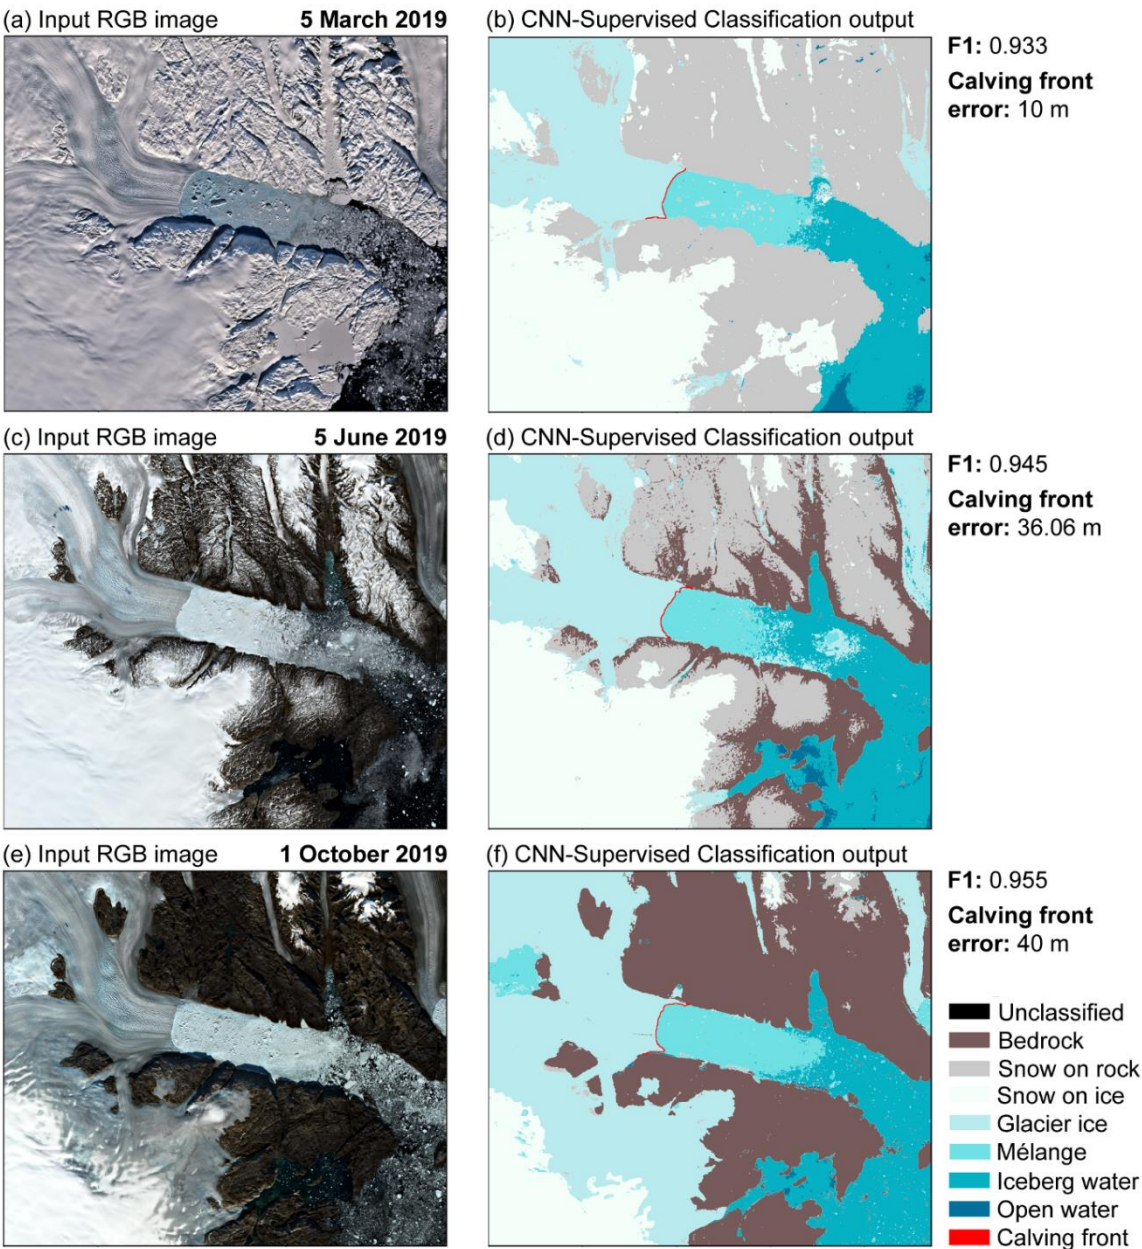 (a) Input RGB image 5 March 2019
(b) CNN-Supervised Classification output
F1: 0.933
Calving front
error: 10 m
(c) Input RGB image 5 June 2019
(d) CNN-Supervised Classification output
F1: 0.945
Calving front
error: 36.06 m
(e) Input RGB image 1 October 2019
(f) CNN-Supervised Classification output
F1: 0.955
Calving front
error: 40 m
Unclassified
Bedrock
Snow on rock
Snow on ice
Glacier ice
Mélange
Iceberg water
Open water
Calving front